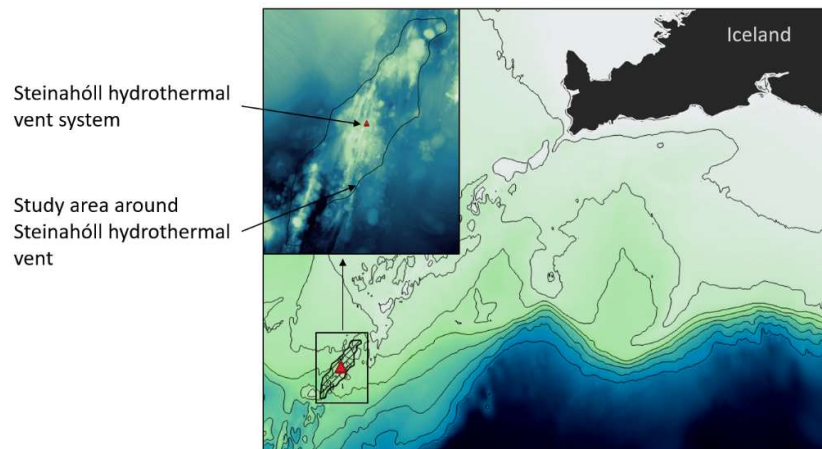 Iceland
Steinahóll hydrothermal
vent system
Study area around
Steinahóll hydrothermal
vent